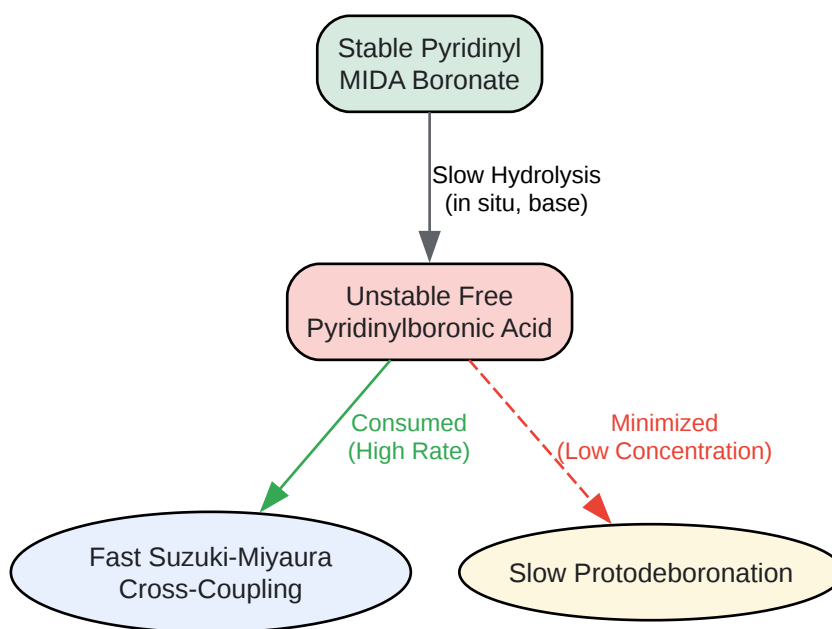 Stable Pyridinyl
MIDA Boronate
Slow Hydrolysis
(in situ, base)
Unstable Free
Pyridinylboronic Acid
Consumed
(High Rate)
Minimized
(Low Concentration)
Fast Suzuki-Miyaura
Cross-Coupling
Slow Protodeboronation